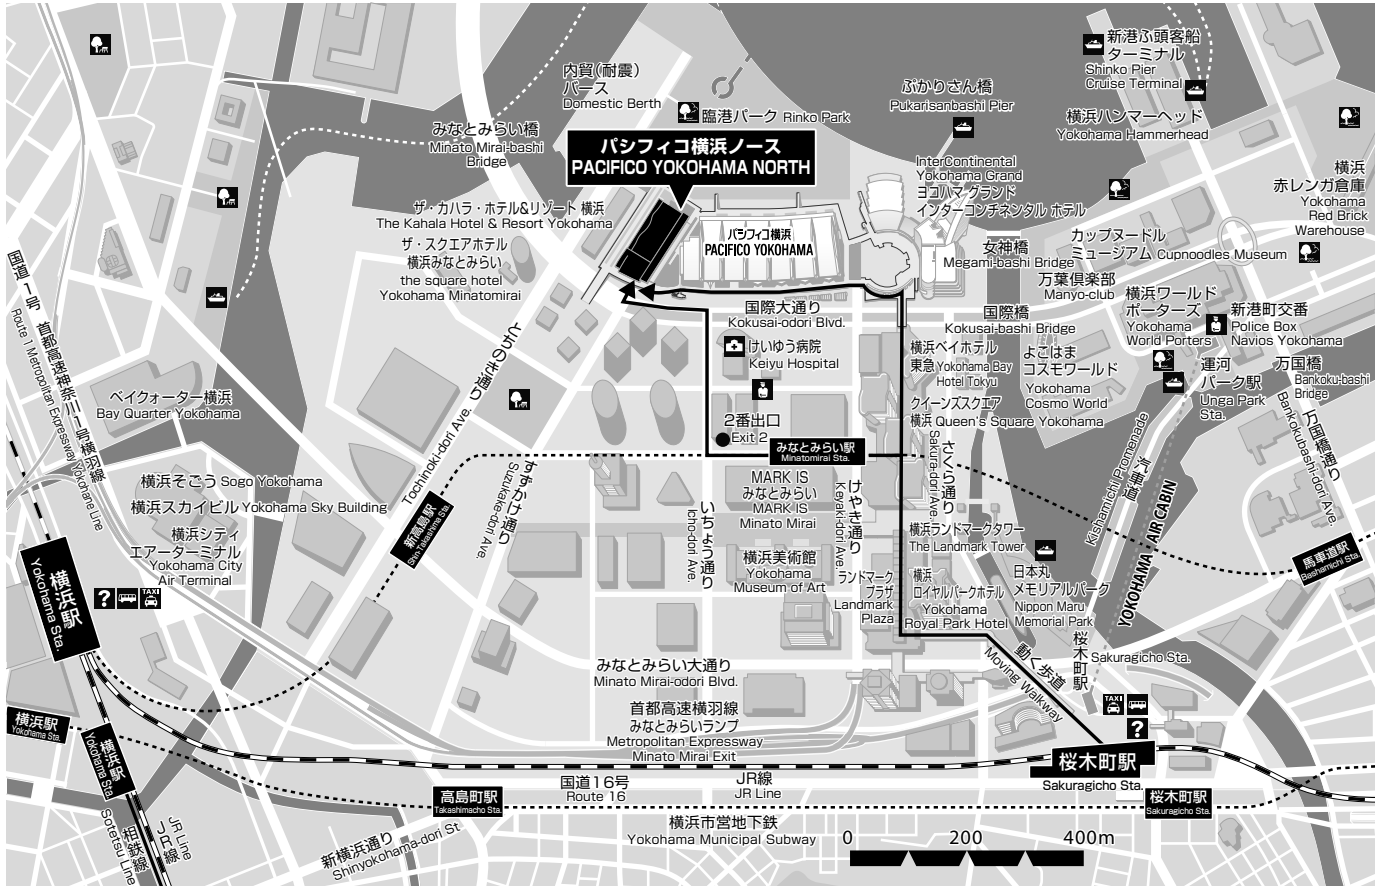 新港ふ頭客船
ターミナル
Shinko Pier
Cruise Terminal
内貿（耐震）
バース
Domestic Berth
臨港パーク Rinko Park
ぷかりさん橋
Pukarisanbashi Pier
横浜ハンマーヘッド
Yokohama Hammerhead
みなとみらい橋
Minato Mirai-bashi
Bridge
パシフィコ横浜ノース
PACIFICO YOKOHAMA NORTH
InterContinental
Yokohama Grand
ヨコハマ グランド
インターコンチネンタル ホテル
横浜
赤レンガ倉庫
Yokohama
Red Brick
Warehouse
ザ・カハラ・ホテル&リゾート 横浜
The Kahala Hotel & Resort Yokohama
ザ・スクエアホテル
横浜みなとみらい
the square hotel
Yokohama Minatomirai
パシフィコ横浜
PACIFICO YOKOHAMA
女神橋
Megami-bashi Bridge
カップヌードル
ミュージアム Cupnoodles Museum
万葉倶楽部
Manyo-club
国際大通り
Kokusai-odori Blvd.
国際橋
Kokusai-bashi Bridge
横浜ワールド
ポーターズ
Yokohama
World Porters
新港町交番
Police Box
Navios Yokohama
国道1号 首都高速神奈川1号横羽線
Route 1 Metropolitan Expressway Yokohane Line
とちのき通り
Tochinoki-dori Ave.
けいゆう病院
Keiyu Hospital
横浜ベイホテル
東急 Yokohama Bay
Hotel Tokyu
よこはま
コスモワールド
Yokohama
Cosmo World
運河
パーク駅
Unga Park
Sta.
万国橋
Bankoku-bashi
Bridge
万国橋通り
Bankokubashi-dori Ave.
ベイクォーター横浜
Bay Quarter Yokohama
クイーンズスクエア
横浜 Queen's Square Yokohama
2番出口
Exit 2
みなとみらい駅
Minatomirai Sta.
さくら通り
Sakura-dori Ave.
汽車道
Kishamichi Promenade
YOKOHAMA AIR CABIN
横浜そごう Sogo Yokohama
横浜スカイビル Yokohama Sky Building
横浜シティ
エアーターミナル
Yokohama City
Air Terminal
新高島駅
Shin-Takashima Sta.
すずかけ通り
Suzukake-dori Ave.
いちょう通り
Icho-dori Ave.
MARK IS
みなとみらい
MARK IS
Minato Mirai
けやき通り
Keyaki-dori Ave.
横浜ランドマークタワー
The Landmark Tower
馬車道駅
Bashamichi Sta.
横浜美術館
Yokohama
Museum of Art
ランドマーク
プラザ
Landmark
Plaza
横浜
ロイヤルパークホテル
Yokohama
Royal Park Hotel
日本丸
メモリアルパーク
Nippon Maru
Memorial Park
横浜駅
Yokohama Sta.
?
TAXI
みなとみらい大通り
Minato Mirai-odori Blvd.
動く歩道
Moving Walkway
桜木町駅
Sakuragicho Sta.
TAXI
?
首都高速横羽線
みなとみらいランプ
Metropolitan Expressway
Minato Mirai Exit
横浜駅
Yokohama Sta.
横浜駅
Yokohama Sta.
桜木町駅
Sakuragicho Sta.
国道16号
Route 16
JR線
JR Line
高島町駅
Takashimacho Sta.
桜木町駅
Sakuragicho Sta.
横浜市営地下鉄
Yokohama Municipal Subway
0 200 400m
新横浜通り
Shinyokohama-dori St
相鉄線
Sotetsu Line
JR線
JR Line